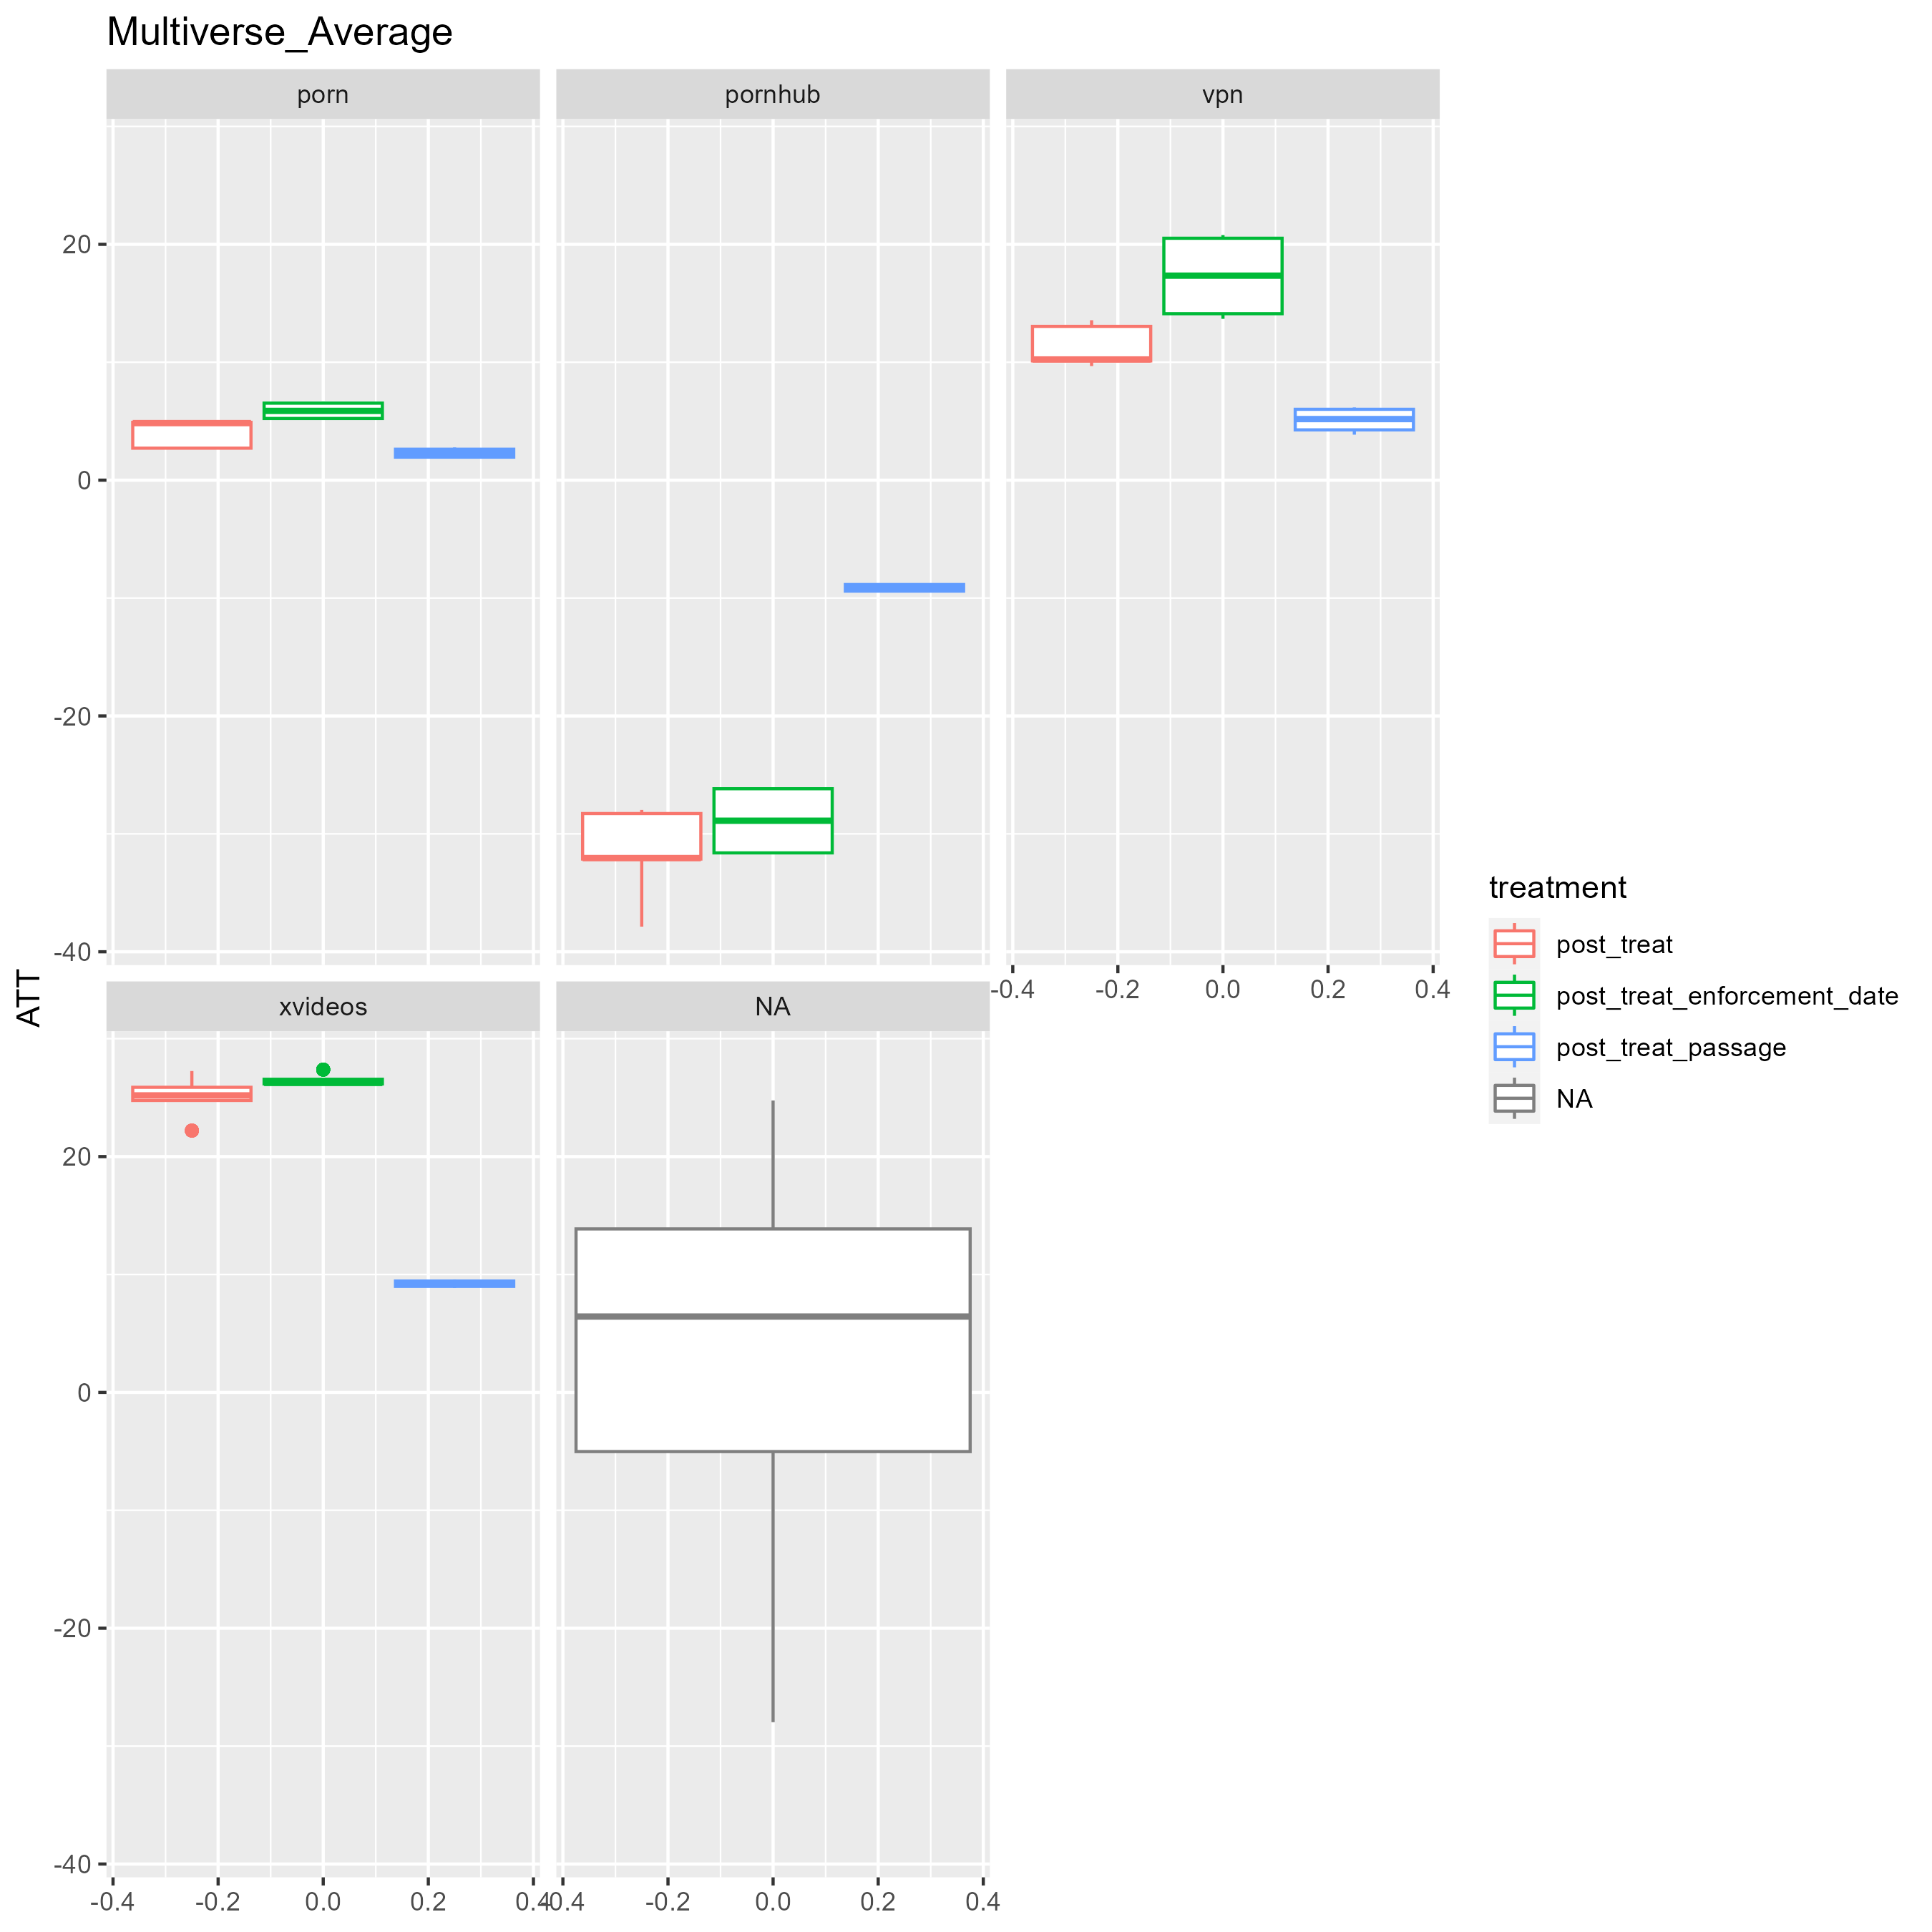 Multiverse_Average
porn
pornhub
vpn
20
0
-20
-40
-0.4
-0.2
0.0
0.2
0.4
ATT
xvideos
NA
20
0
-20
-40
-0.4
-0.2
0.0
0.2
0.4
-0.4
-0.2
0.0
0.2
0.4
treatment
post_treat
post_treat_enforcement_date
post_treat_passage
NA